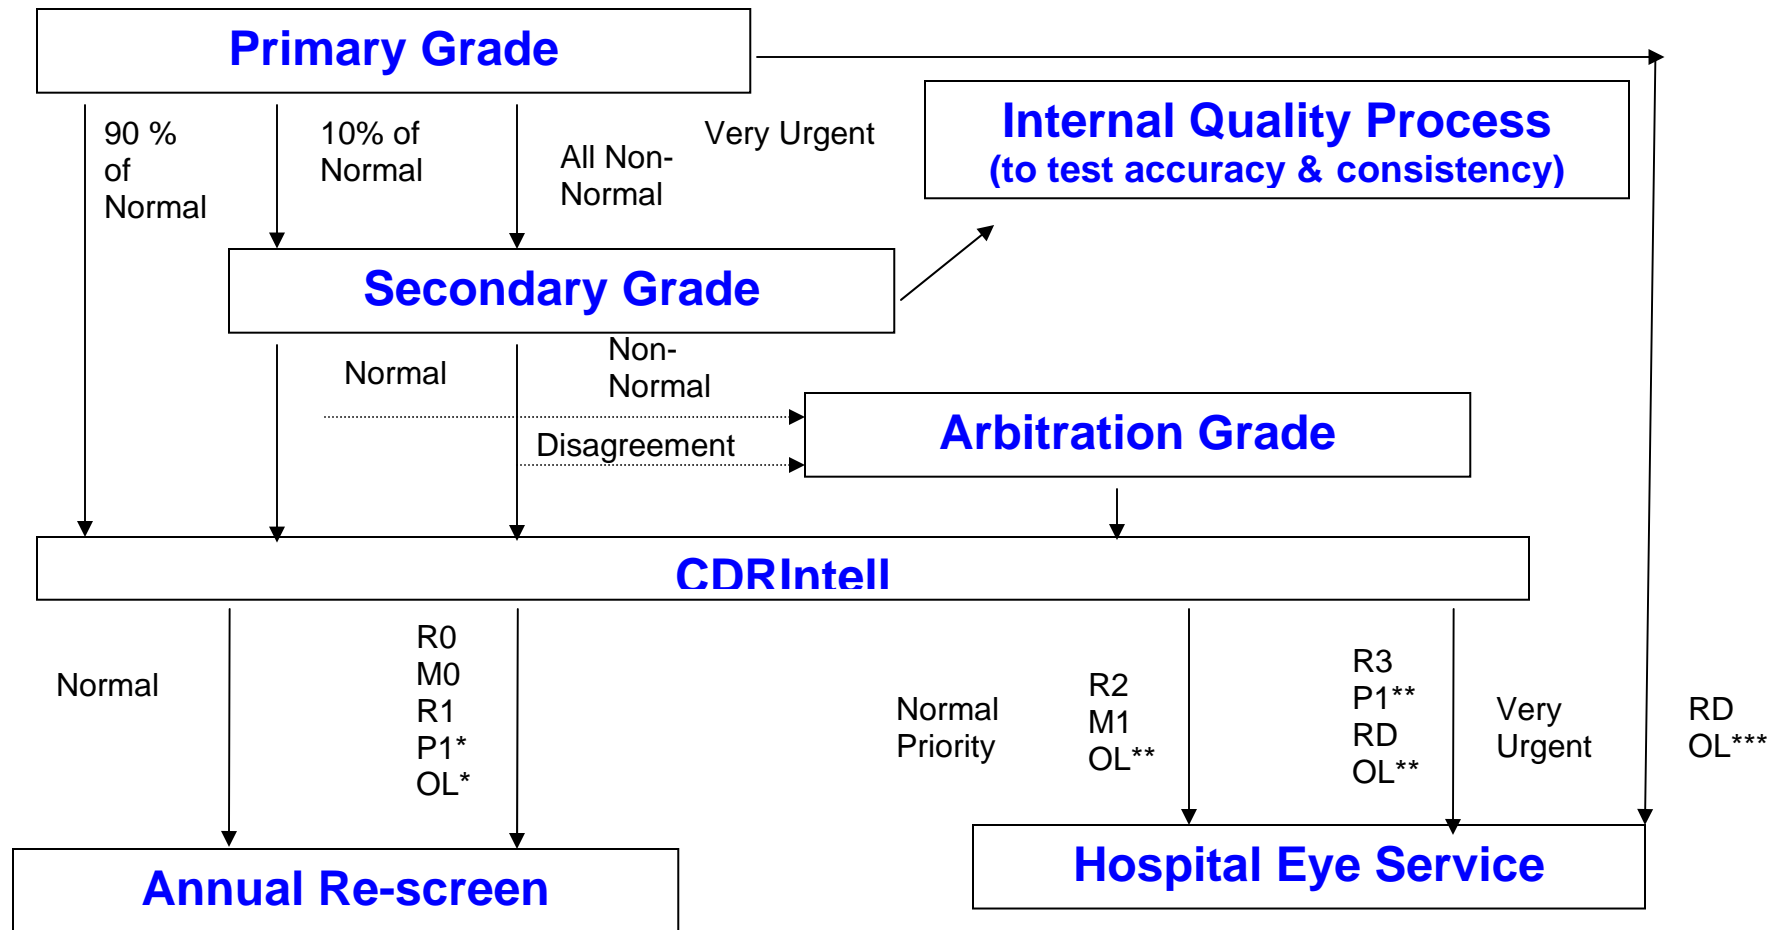 Primary Grade
90 %
of
Normal
10% of
Normal
All Non-
Normal
Very Urgent
Internal Quality Process
(to test accuracy & consistency)
Secondary Grade
Normal
Non-
Normal
Disagreement
Arbitration Grade
CDRIntell
Normal
R0
M0
R1
P1*
OL*
Normal
Priority
R2
M1
OL**
R3
P1**
RD
OL**
Very
Urgent
RD
OL***
Annual Re-screen
Hospital Eye Service